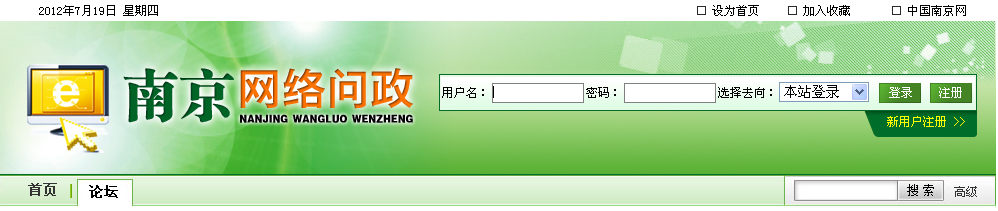 2012年7月19日 星期四 设为首页 加入收藏 中国南京网
e
南京 网络问政
NANJING WANGLUO WENZHENG
用户名： 密码： 选择去向： 本站登录 登录 注册
新用户注册 >>
首页 | 论坛 搜索 高级